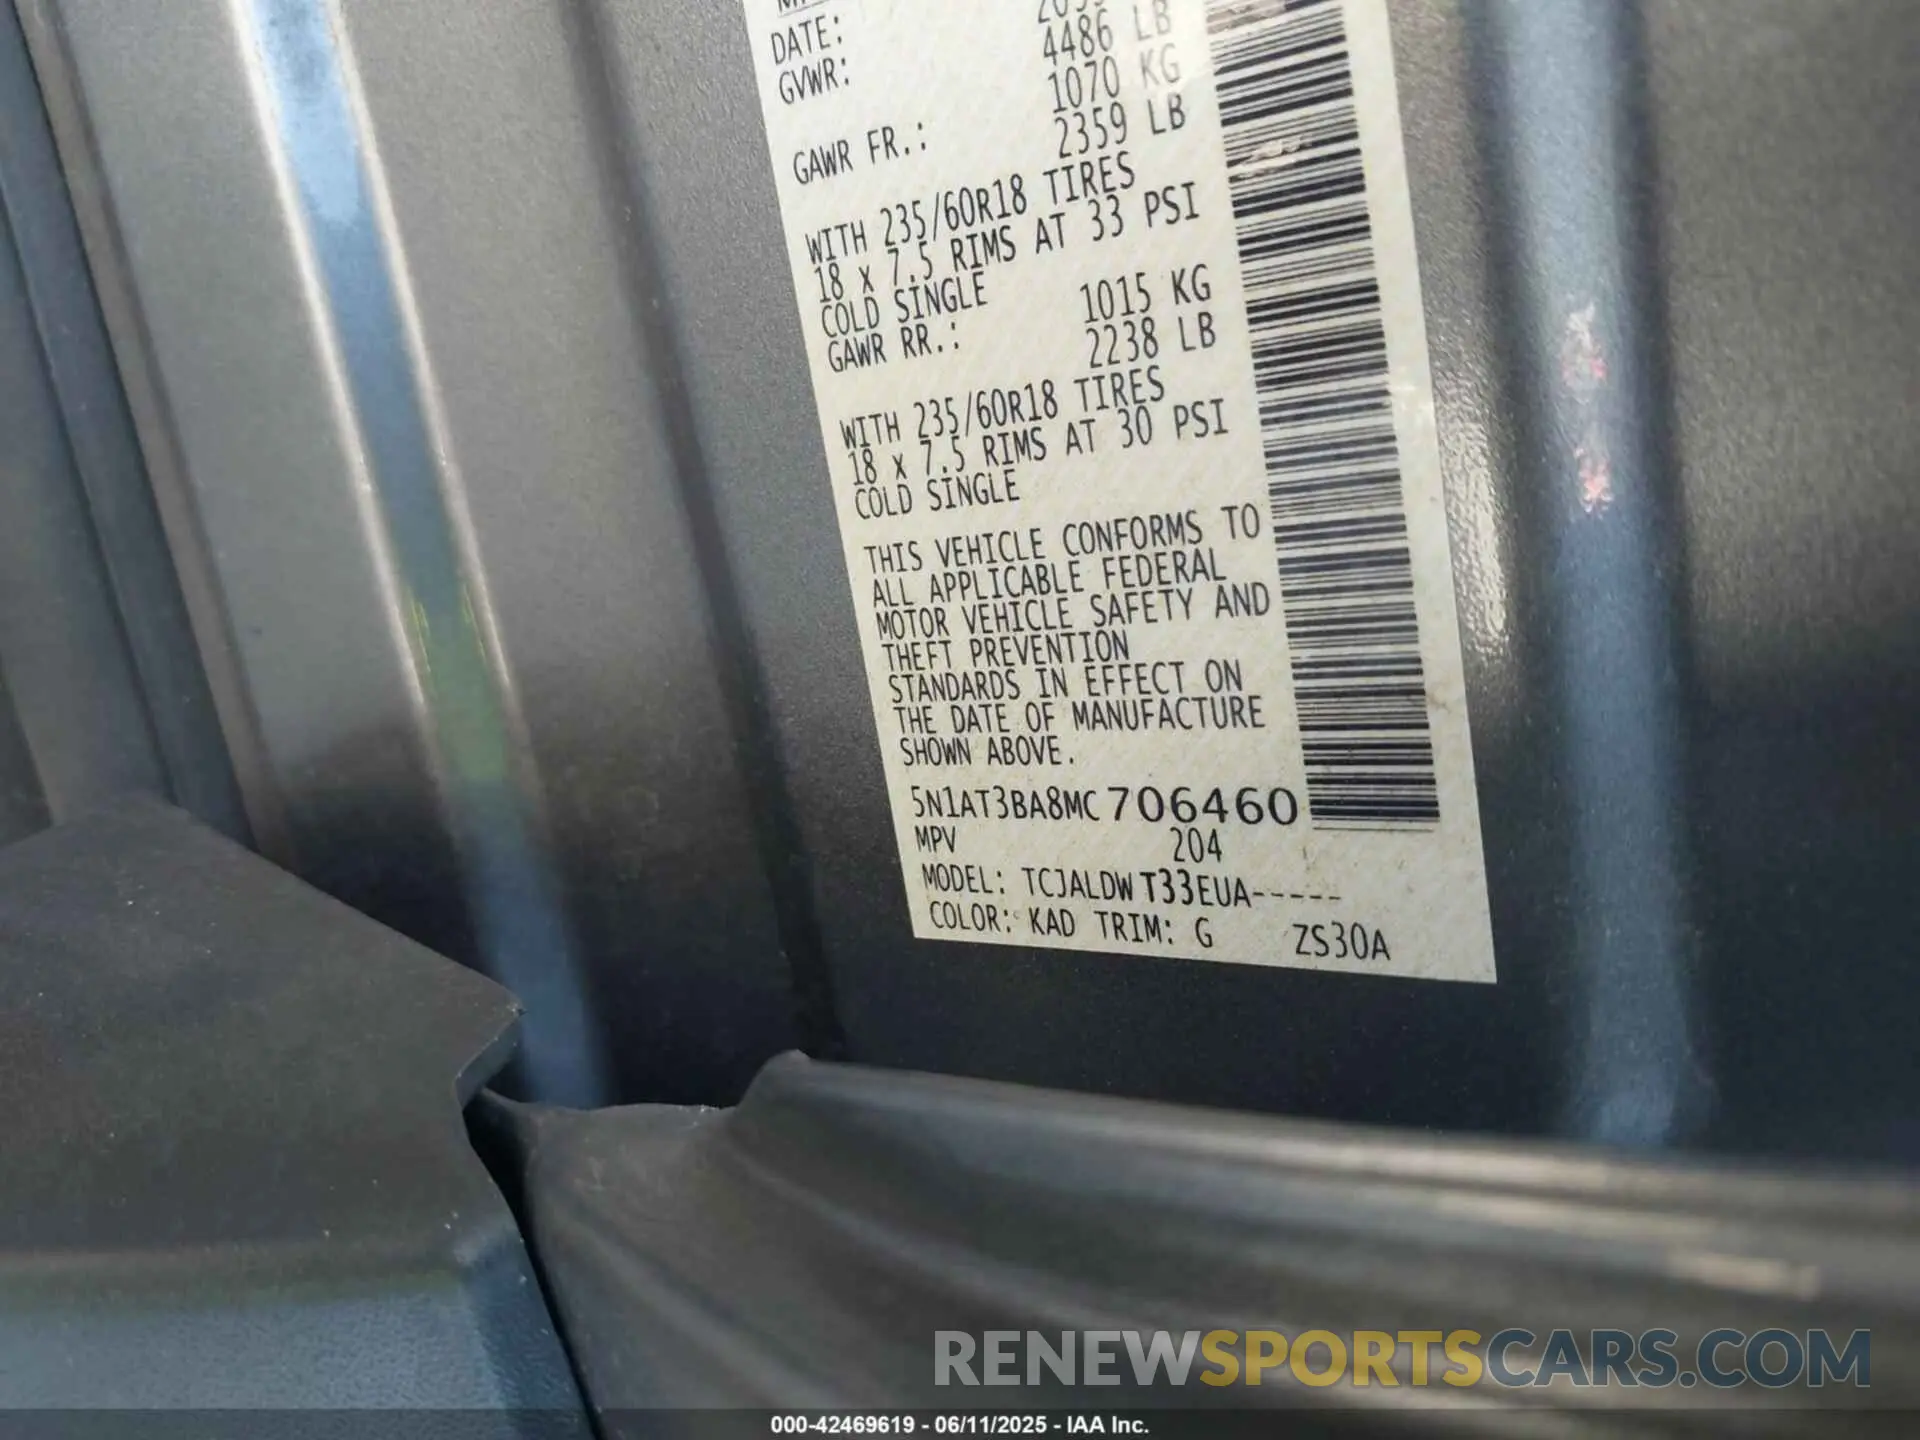 DATE:
GVWR:
4486 LB
1070 KG
GAWR FR.:
2359 LB
WITH 235/60R18 TIRES
18 x 7.5 RIMS AT 33 PSI
COLD SINGLE
1015 KG
GAWR RR.:
2238 LB
WITH 235/60R18 TIRES
18 x 7.5 RIMS AT 30 PSI
COLD SINGLE
THIS VEHICLE CONFORMS TO
ALL APPLICABLE FEDERAL
MOTOR VEHICLE SAFETY AND
THEFT PREVENTION
STANDARDS IN EFFECT ON
THE DATE OF MANUFACTURE
SHOWN ABOVE.
5N1AT3BA8MC706460
MPV 204
MODEL: TCJALDWT33EUA-----
COLOR: KAD TRIM: G ZS30A
RENEWSPORTSCARS.COM
000-42469619 - 06/11/2025 - IAA Inc.